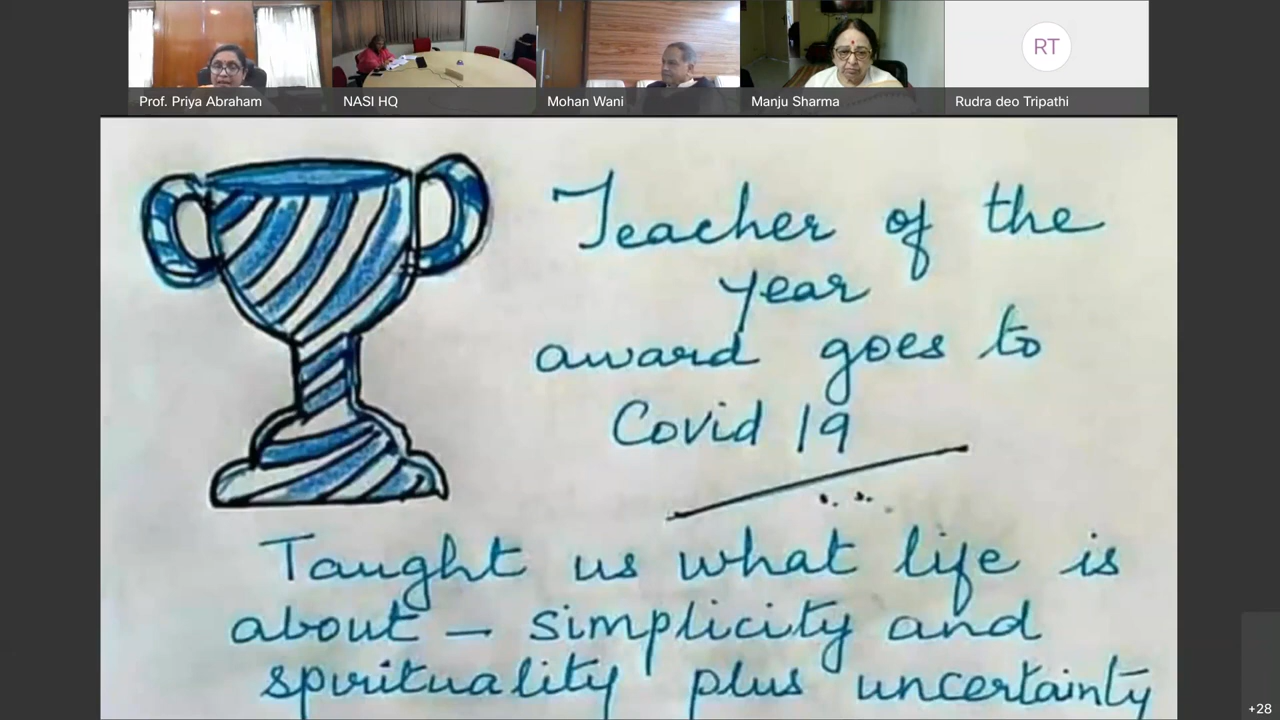 Prof. Priya Abraham
NASI HQ
Mohan Wani
Manju Sharma
RT
Rudra deo Tripathi
Teacher of the
year
award goes to
Covid 19
Taught us what life is
about – simplicity and
spirituality plus uncertainty
+28